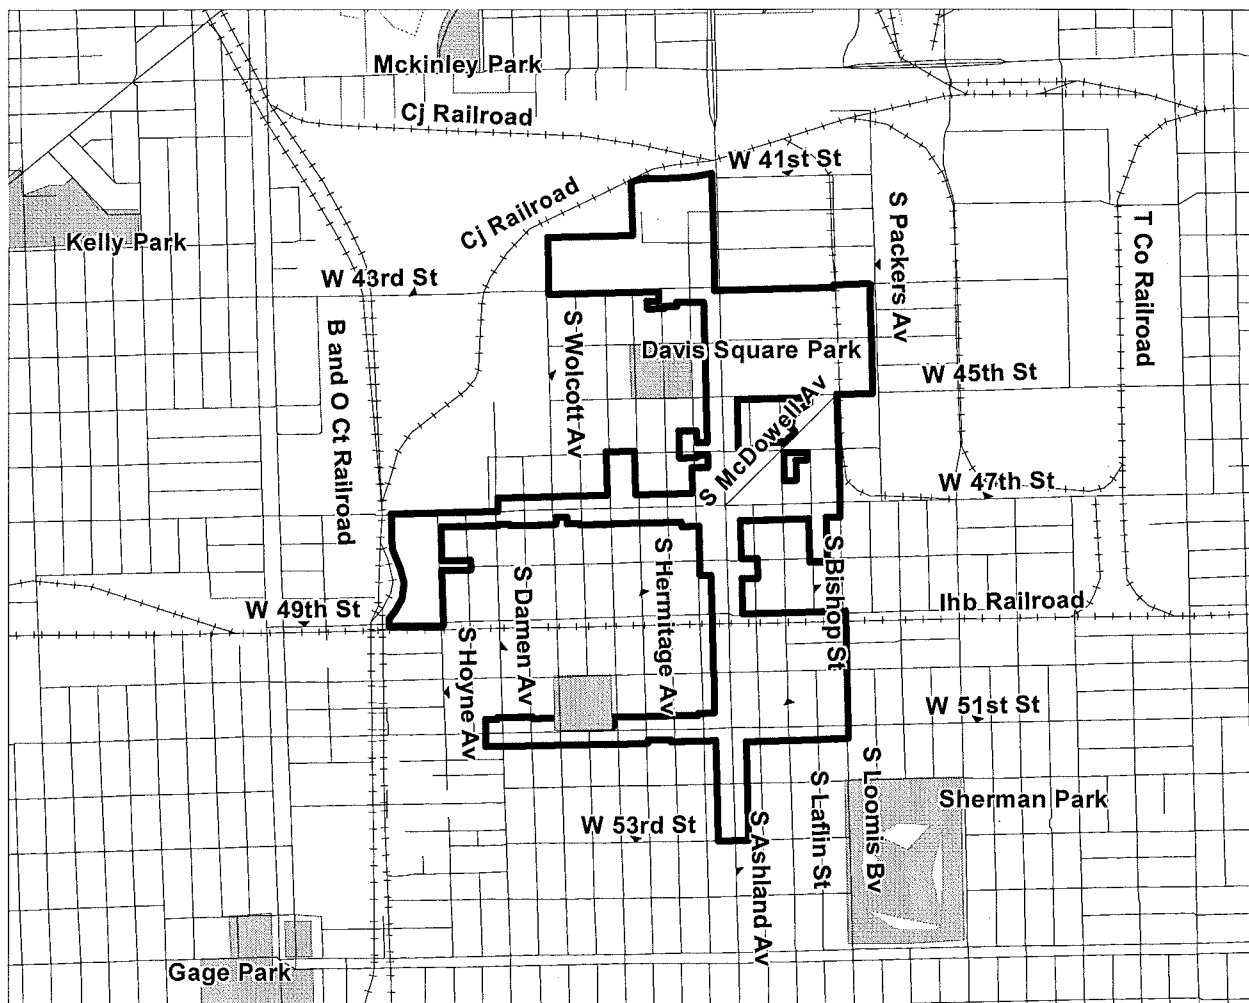 Mckinley Park
Cj Railroad
W 41st St
Cj Railroad
S Packers Av
Kelly Park
T Co Railroad
W 43rd St
S Wolcott Av
B and O Ct Railroad
Davis Square Park
W 45th St
S McDowell Av
W 47th St
S Hermitage Av
S Bishop St
S Damen Av
W 49th St
Ihb Railroad
S Hoyne Av
W 51st St
S Loomis Bv
S Laflin St
Sherman Park
W 53rd St
S Ashland Av
Gage Park